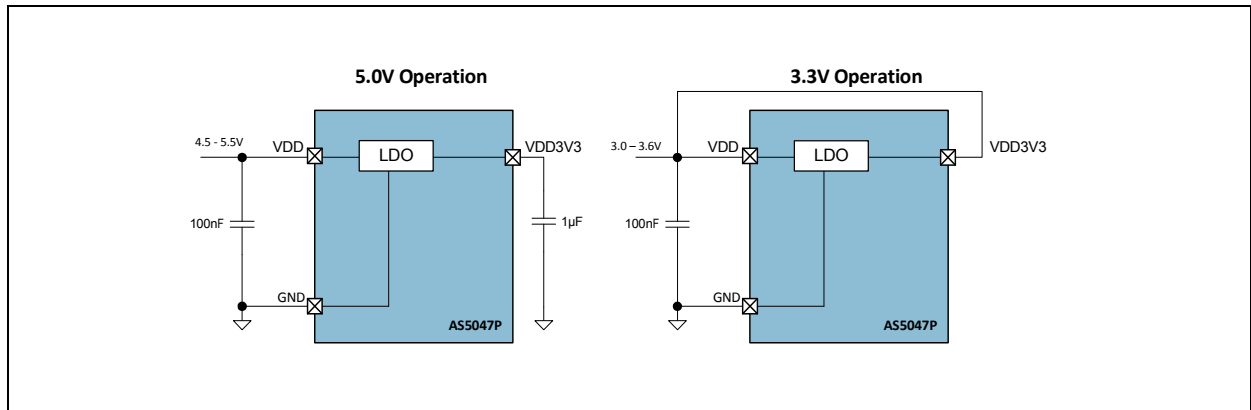 5.0V Operation
4.5 - 5.5V
VDD
LDO
VDD3V3
100nF
1µF
GND
AS5047P
3.3V Operation
3.0 – 3.6V
VDD
LDO
VDD3V3
100nF
GND
AS5047P